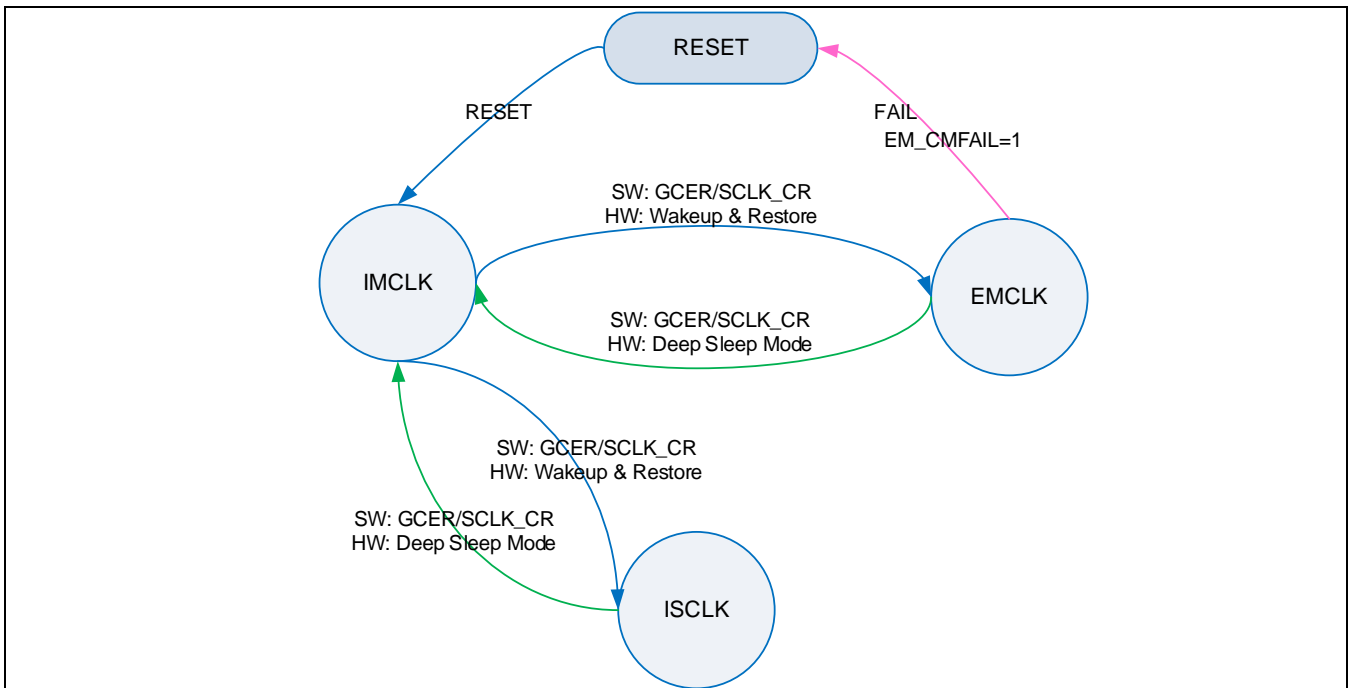 RESET
RESET
FAIL
EM_CMFAIL=1
SW: GCER/SCLK_CR
HW: Wakeup & Restore
IMCLK
EMCLK
SW: GCER/SCLK_CR
HW: Deep Sleep Mode
SW: GCER/SCLK_CR
HW: Wakeup & Restore
SW: GCER/SCLK_CR
HW: Deep Sleep Mode
ISCLK